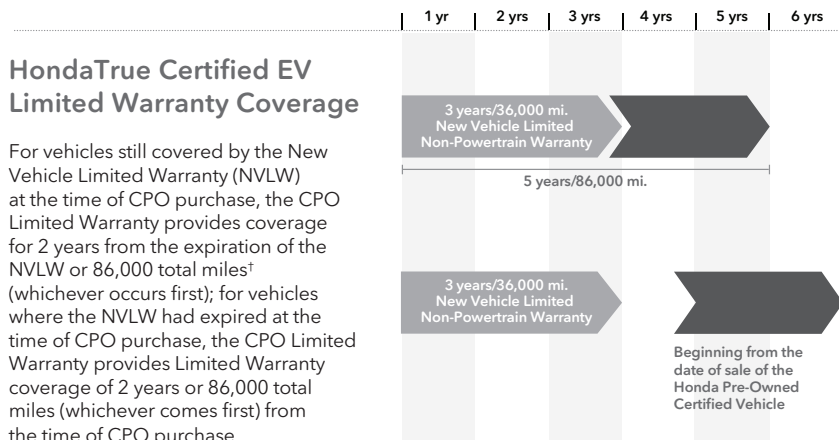 1 yr 2 yrs 3 yrs 4 yrs 5 yrs 6 yrs
HondaTrue Certified EV
Limited Warranty Coverage
For vehicles still covered by the New
Vehicle Limited Warranty (NVLW)
at the time of CPO purchase, the CPO
Limited Warranty provides coverage
for 2 years from the expiration of the
NVLW or 86,000 total miles†
(whichever occurs first); for vehicles
where the NVLW had expired at the
time of CPO purchase, the CPO Limited
Warranty provides Limited Warranty
coverage of 2 years or 86,000 total
miles (whichever comes first) from
the time of CPO purchase
3 years/36,000 mi.
New Vehicle Limited
Non-Powertrain Warranty
5 years/86,000 mi.
3 years/36,000 mi.
New Vehicle Limited
Non-Powertrain Warranty
Beginning from the
date of sale of the
Honda Pre-Owned
Certified Vehicle